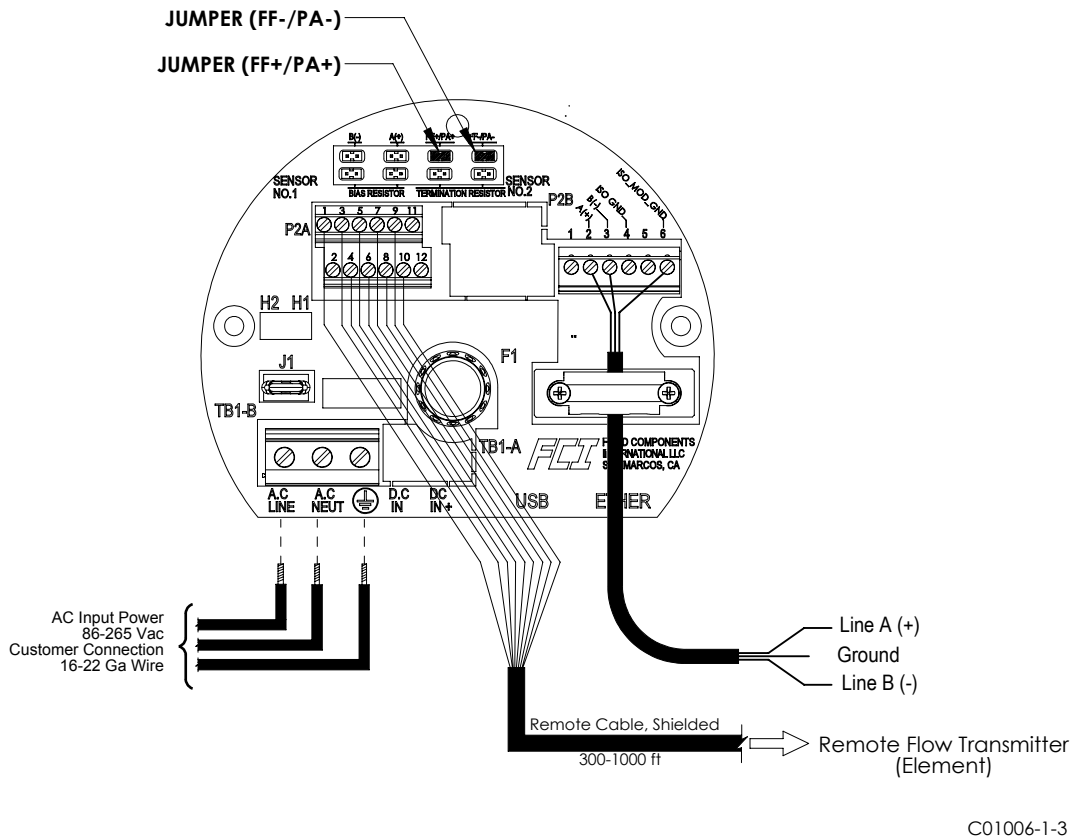 JUMPER (FF-/PA-)
JUMPER (FF+/PA+)
B(-)
A(+)
SENSOR
NO.1
BIAS RESISTOR
TERMINATION RESISTOR
SENSOR
NO.2
P2A
1 3 5 7 9 11
2 4 6 8 10 12
P2B
A(+)
B(-)
ISO GND
ISO_MOD_GND
1 2 3 4 5 6
H2 H1
J1
F1
TB1-B
TB1-A
FCI
COMPONENTS
LLC
MARCOS, CA
A.C
LINE
A.C
NEUT
D.C
IN
DC
IN +
USB
AC Input Power
86-265 Vac
Customer Connection
16-22 Ga Wire
Line A (+)
Ground
Line B (-)
Remote Cable, Shielded
300-1000 ft
Remote Flow Transmitter
(Element)
C01006-1-3